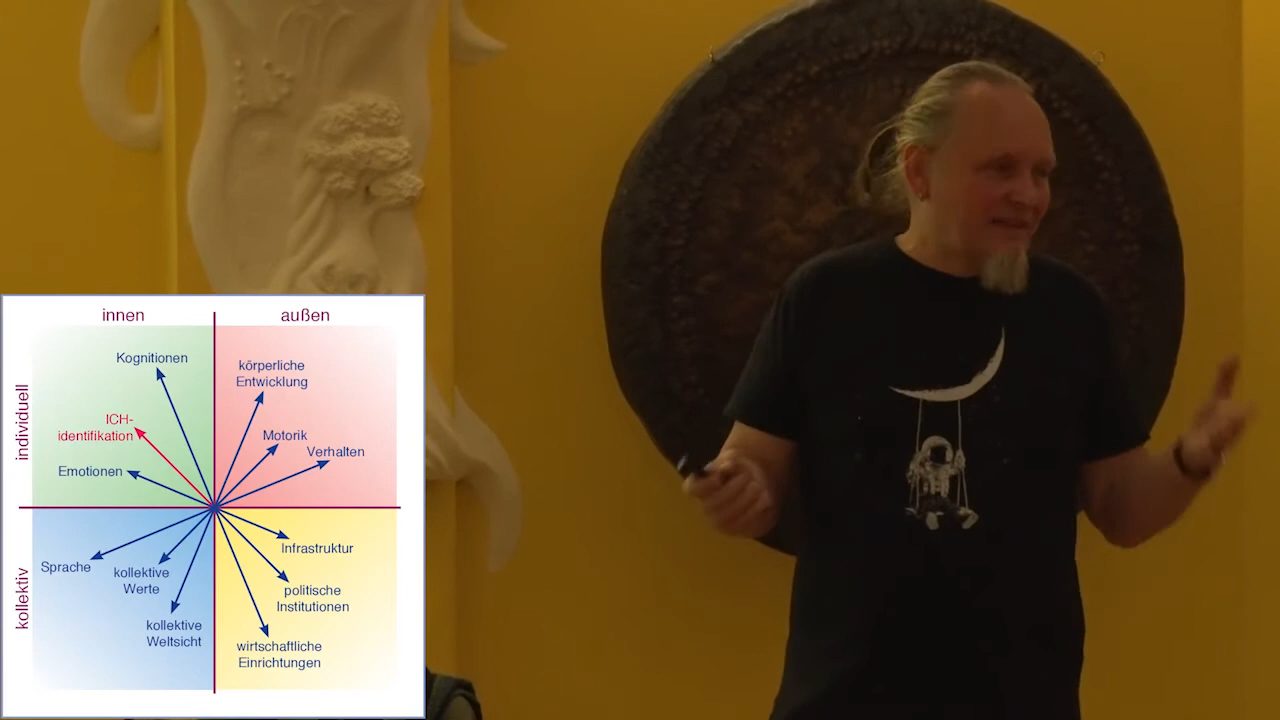 innen
außen
individuell
kollektiv
Kognitionen
körperliche
Entwicklung
ICH-
identifikation
Motorik
Verhalten
Emotionen
Sprache
kollektive
Werte
kollektive
Weltsicht
Infrastruktur
politische
Institutionen
wirtschaftliche
Einrichtungen